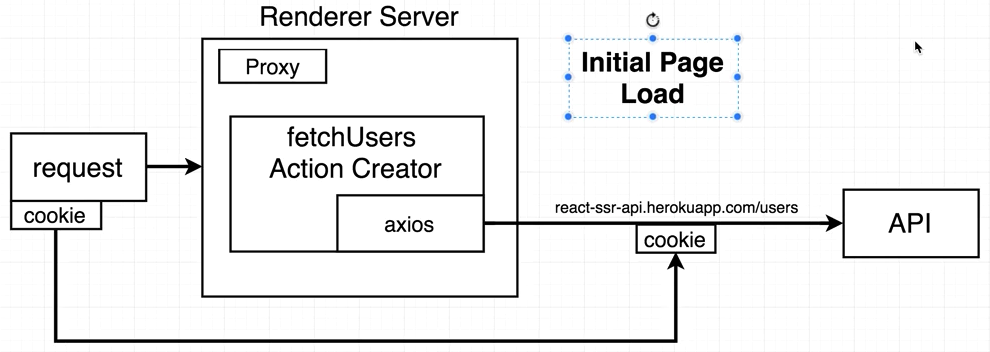 Renderer Server
Proxy
Initial Page
Load
fetchUsers
Action Creator
request
cookie
axios
react-ssr-api.herokuapp.com/users
cookie
API